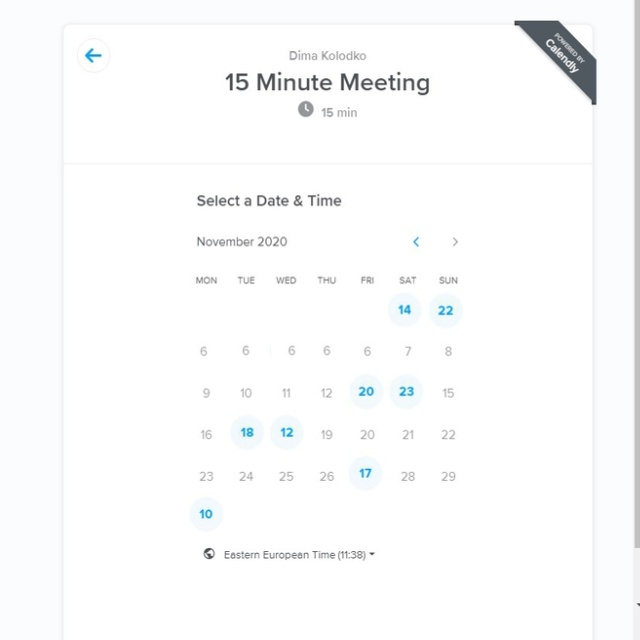 POWERED BY
Calendly
Dima Kolodko
15 Minute Meeting
15 min
Select a Date & Time
November 2020
MON TUE WED THU FRI SAT SUN
14 22
6 6 6 6 6 7 8
9 10 11 12 20 23 15
16 18 12 19 20 21 22
23 24 25 26 17 28 29
10
Eastern European Time (11:38)